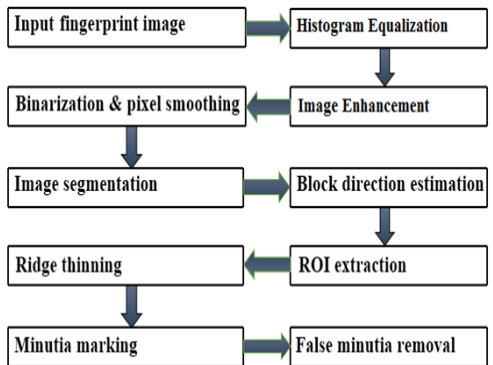 Input fingerprint image
Histogram Equalization
Binarization & pixel smoothing
Image Enhancement
Image segmentation
Block direction estimation
Ridge thinning
ROI extraction
Minutia marking
False minutia removal